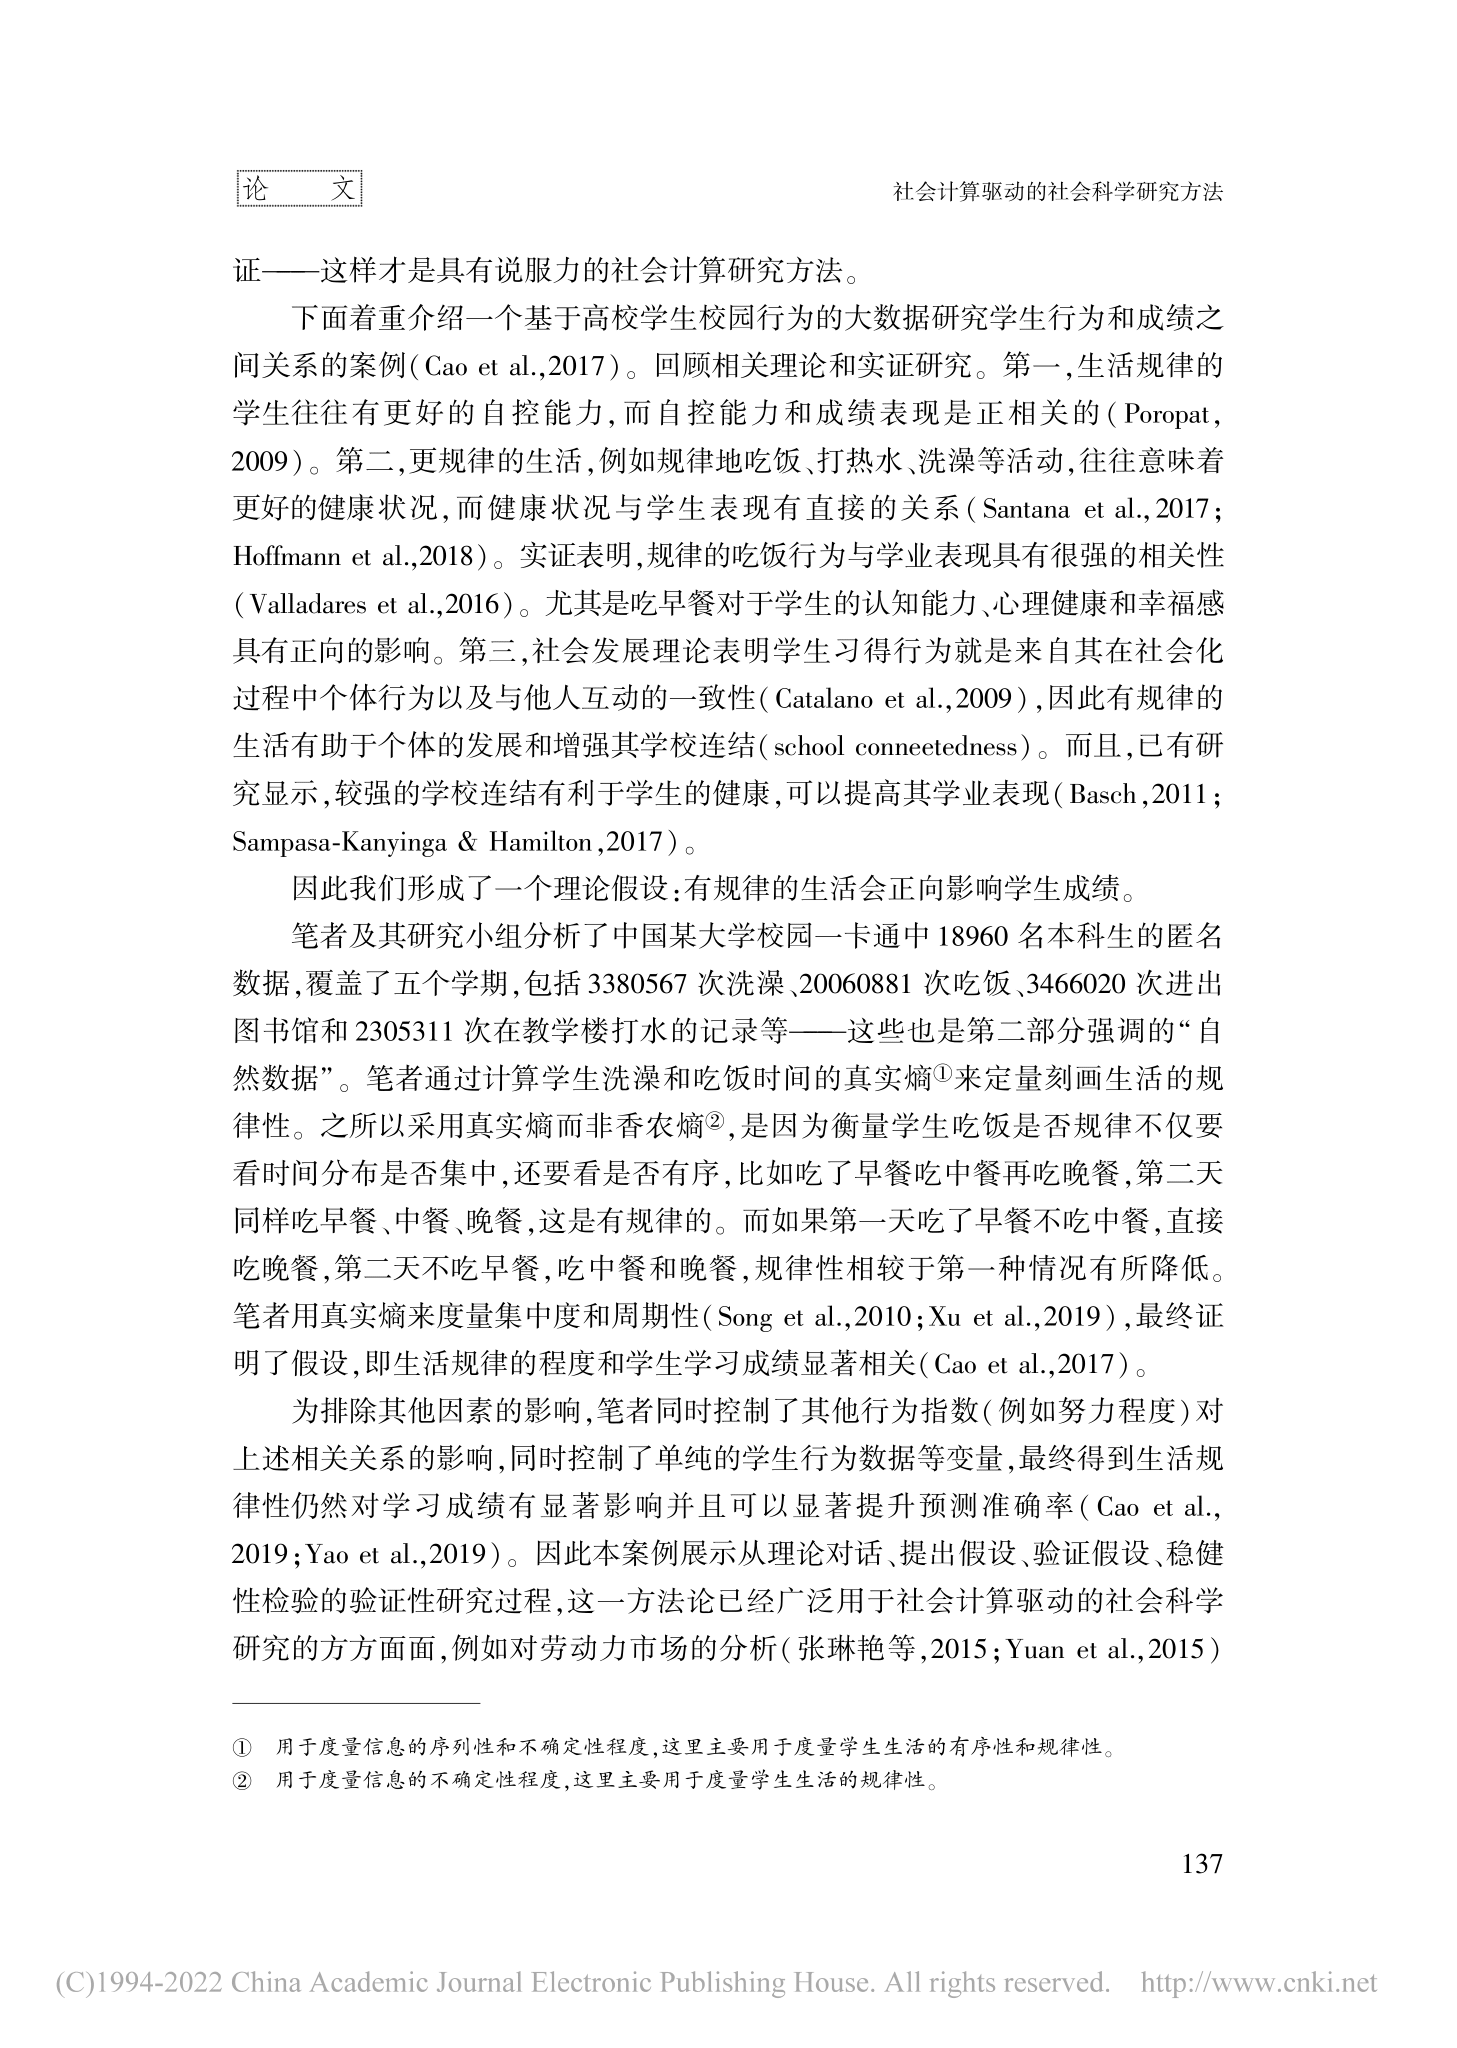 论 文
社会计算驱动的社会科学研究方法
证——这样才是具有说服力的社会计算研究方法。
下面着重介绍一个基于高校学生校园行为的大数据研究学生行为和成绩之
间关系的案例(Cao et al.,2017)。回顾相关理论和实证研究。第一,生活规律的
学生往往有更好的自控能力,而自控能力和成绩表现是正相关的(Poropat,
2009)。第二,更规律的生活,例如规律地吃饭、打热水、洗澡等活动,往往意味着
更好的健康状况,而健康状况与学生表现有直接的关系(Santana et al.,2017;
Hoffmann et al.,2018)。实证表明,规律的吃饭行为与学业表现具有很强的相关性
(Valladares et al.,2016)。尤其是吃早餐对于学生的认知能力、心理健康和幸福感
具有正向的影响。第三,社会发展理论表明学生习得行为就是来自其在社会化
过程中个体行为以及与他人互动的一致性(Catalano et al.,2009),因此有规律的
生活有助于个体的发展和增强其学校连结(school conneetedness)。而且,已有研
究显示,较强的学校连结有利于学生的健康,可以提高其学业表现(Basch,2011;
Sampasa-Kanyinga & Hamilton,2017)。
因此我们形成了一个理论假设:有规律的生活会正向影响学生成绩。
笔者及其研究小组分析了中国某大学校园一卡通中 18960 名本科生的匿名
数据,覆盖了五个学期,包括 3380567 次洗澡、20060881 次吃饭、3466020 次进出
图书馆和 2305311 次在教学楼打水的记录等——这些也是第二部分强调的“自
然数据”。笔者通过计算学生洗澡和吃饭时间的真实熵①来定量刻画生活的规
律性。之所以采用真实熵而非香农熵②,是因为衡量学生吃饭是否规律不仅要
看时间分布是否集中,还要看是否有序,比如吃了早餐吃中餐再吃晚餐,第二天
同样吃早餐、中餐、晚餐,这是有规律的。而如果第一天吃了早餐不吃中餐,直接
吃晚餐,第二天不吃早餐,吃中餐和晚餐,规律性相较于第一种情况有所降低。
笔者用真实熵来度量集中度和周期性(Song et al.,2010;Xu et al.,2019),最终证
明了假设,即生活规律的程度和学生学习成绩显著相关(Cao et al.,2017)。
为排除其他因素的影响,笔者同时控制了其他行为指数(例如努力程度)对
上述相关关系的影响,同时控制了单纯的学生行为数据等变量,最终得到生活规
律性仍然对学习成绩有显著影响并且可以显著提升预测准确率(Cao et al.,
2019;Yao et al.,2019)。因此本案例展示从理论对话、提出假设、验证假设、稳健
性检验的验证性研究过程,这一方法论已经广泛用于社会计算驱动的社会科学
研究的方方面面,例如对劳动力市场的分析(张琳艳等,2015;Yuan et al.,2015)
① 用于度量信息的序列性和不确定性程度,这里主要用于度量学生生活的有序性和规律性。
② 用于度量信息的不确定性程度,这里主要用于度量学生生活的规律性。
137
(C)1994-2022 China Academic Journal Electronic Publishing House. All rights reserved. http://www.cnki.net